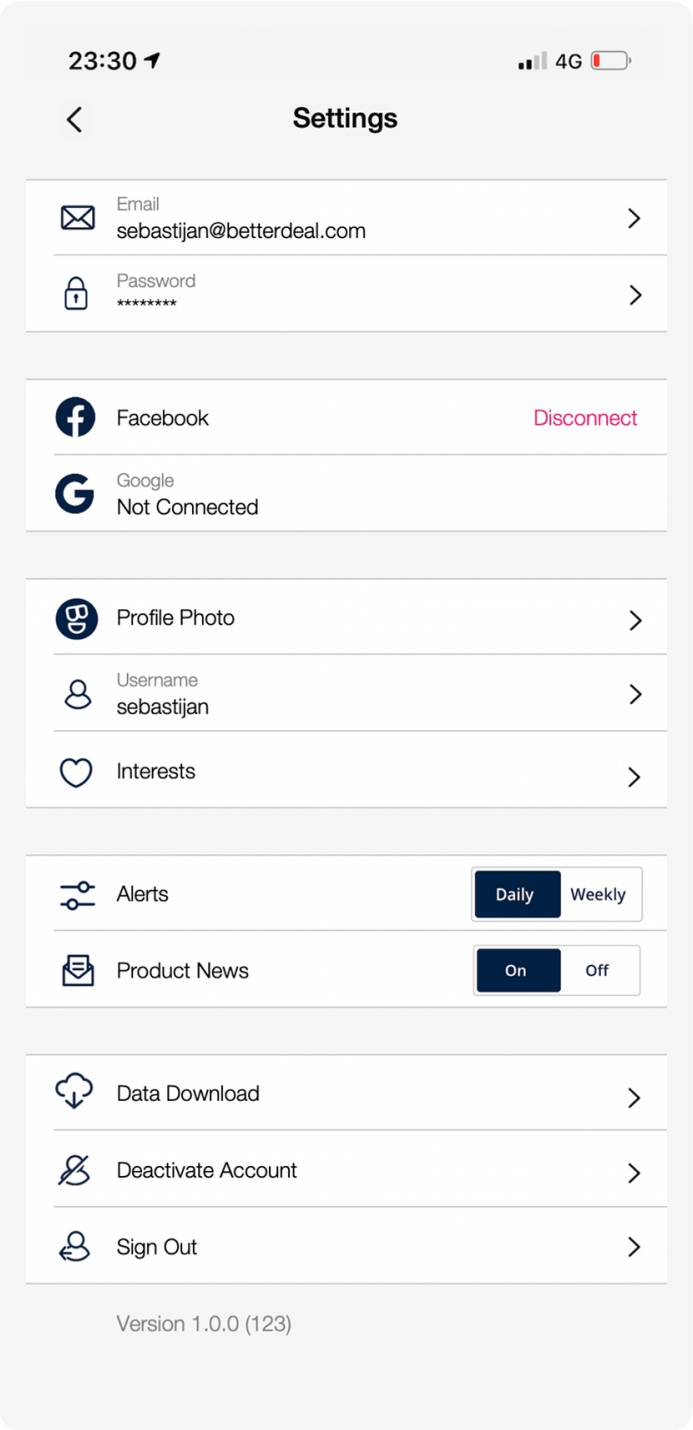 23:30
4G
Settings
Email
sebastijan@betterdeal.com
Password
********
Facebook
Disconnect
Google
Not Connected
Profile Photo
Username
sebastijan
Interests
Alerts
Daily
Weekly
Product News
On
Off
Data Download
Deactivate Account
Sign Out
Version 1.0.0 (123)